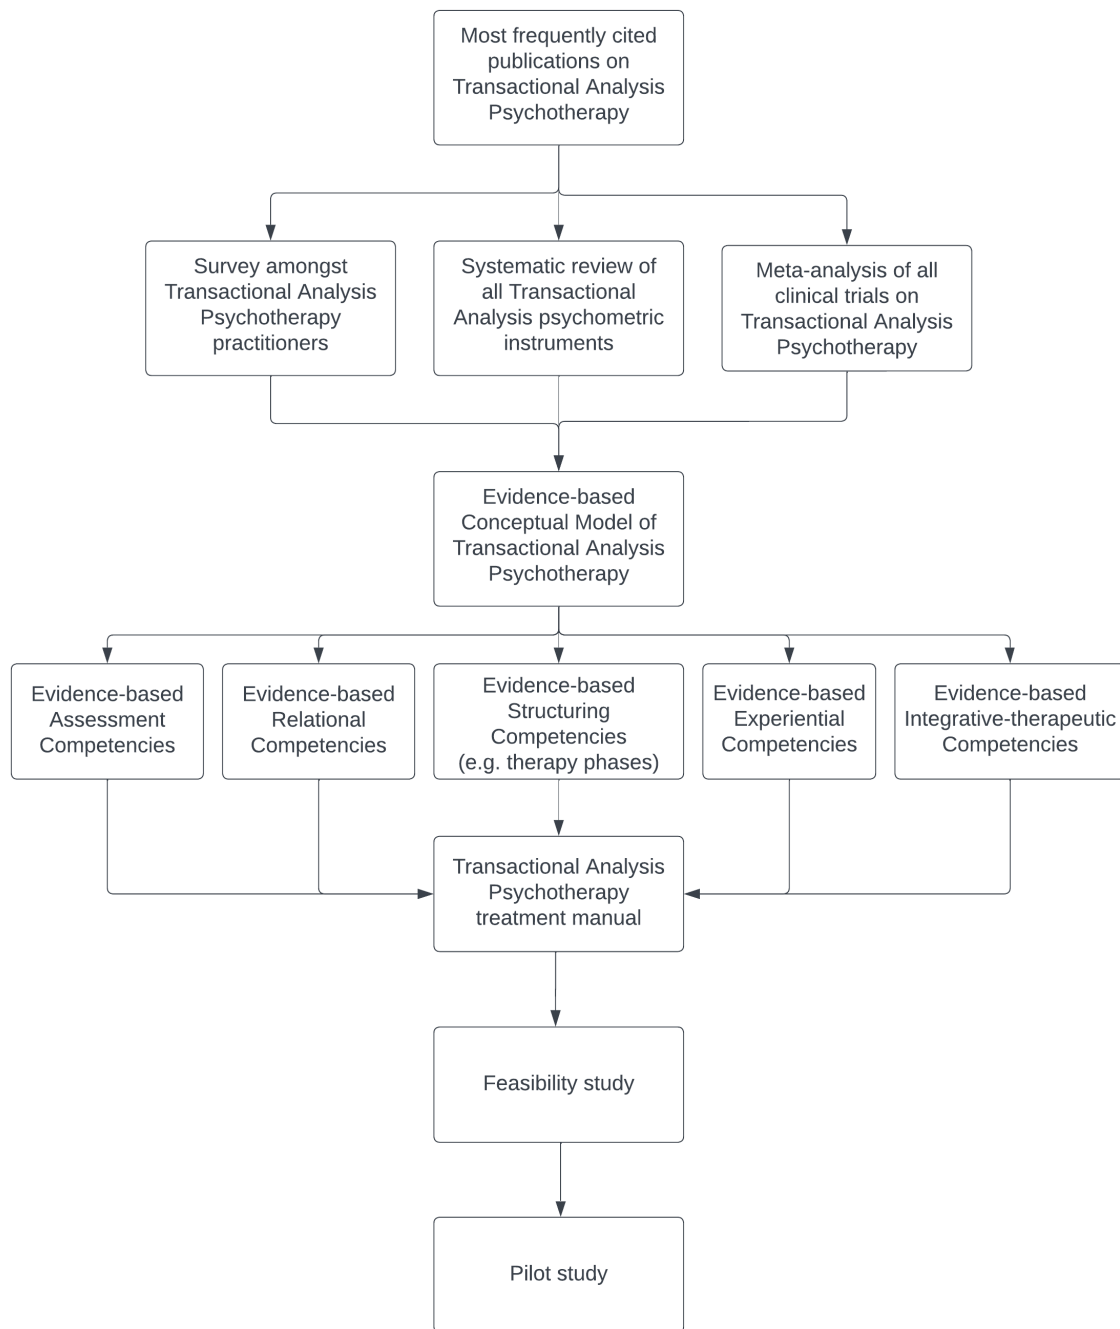 Most frequently cited
publications on
Transactional Analysis
Psychotherapy
Survey amongst
Transactional Analysis
Psychotherapy
practitioners
Systematic review of
all Transactional
Analysis psychometric
instruments
Meta-analysis of all
clinical trials on
Transactional Analysis
Psychotherapy
Evidence-based
Conceptual Model of
Transactional Analysis
Psychotherapy
Evidence-based
Assessment
Competencies
Evidence-based
Relational
Competencies
Evidence-based
Structuring
Competencies
(e.g. therapy phases)
Evidence-based
Experiential
Competencies
Evidence-based
Integrative-therapeutic
Competencies
Transactional Analysis
Psychotherapy
treatment manual
Feasibility study
Pilot study